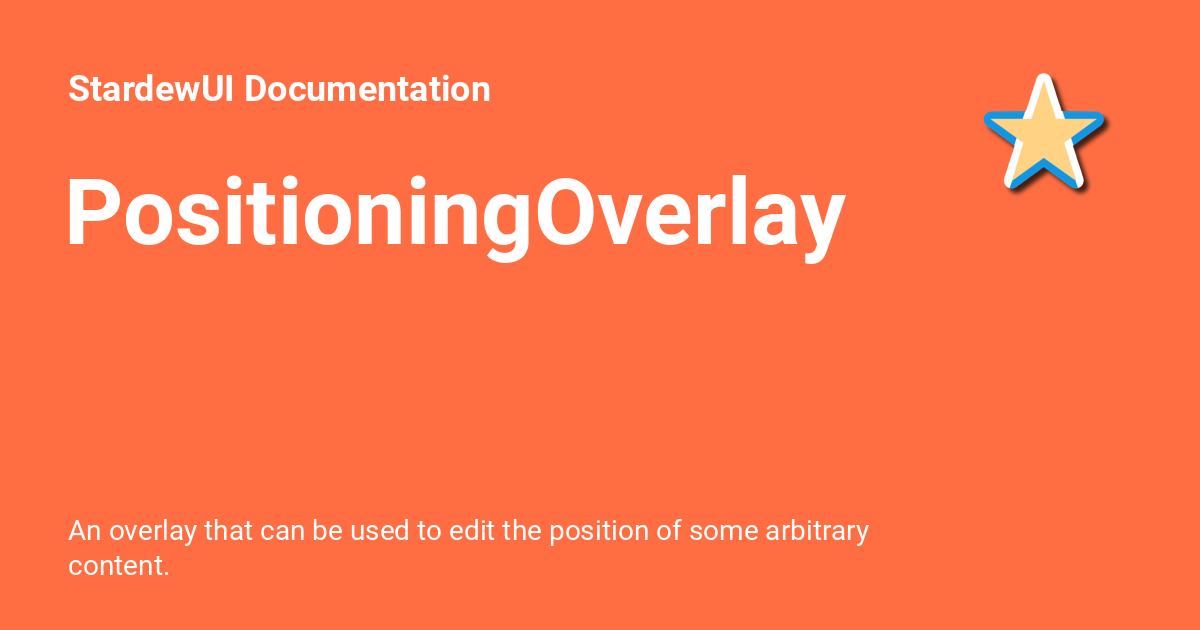 StardewUI Documentation
PositioningOverlay
An overlay that can be used to edit the position of some arbitrary
content.